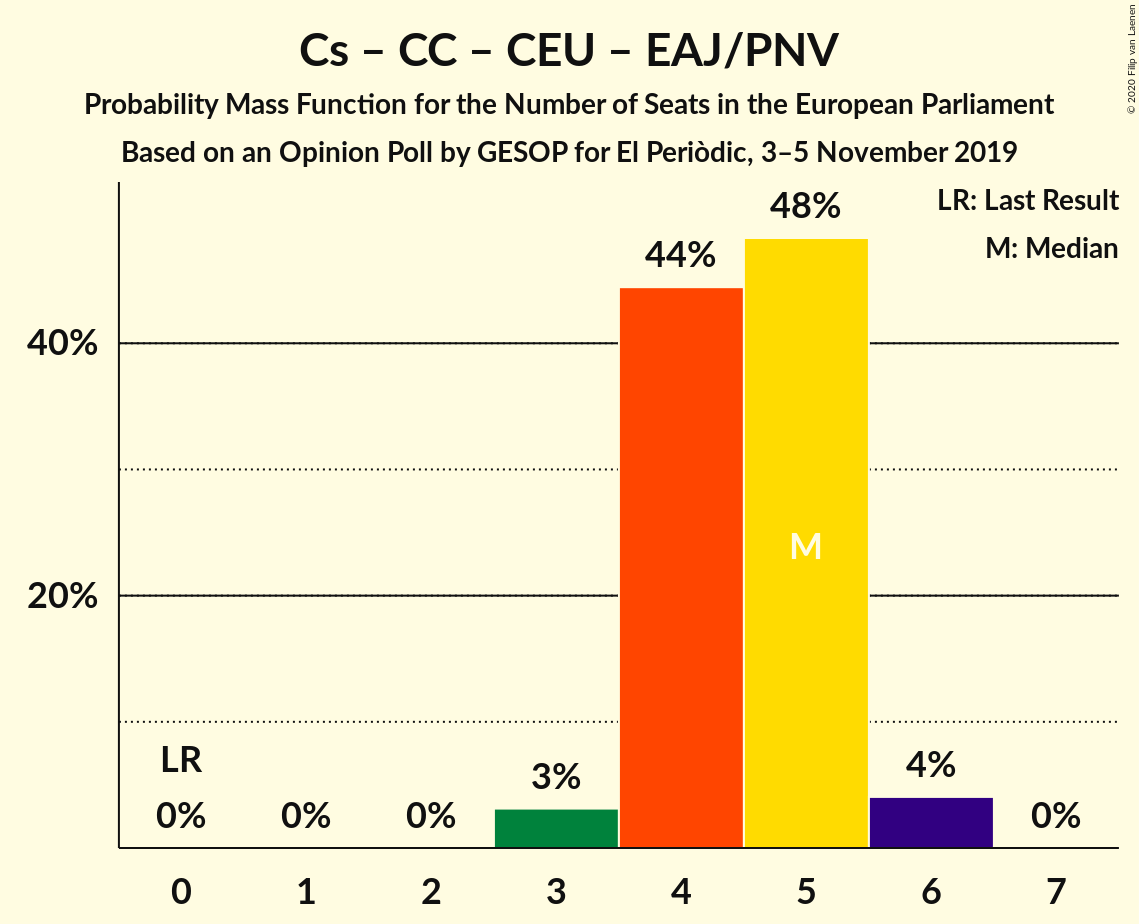 Cs – CC – CEU – EAJ/PNV
Probability Mass Function for the Number of Seats in the European Parliament
Based on an Opinion Poll by GESOP for El Periòdic, 3–5 November 2019
© 2020 Filip van Laenen
LR: Last Result
M: Median
48%
44%
40%
M
20%
LR
3%
4%
0%
0%
0%
0%
0
1
2
3
4
5
6
7